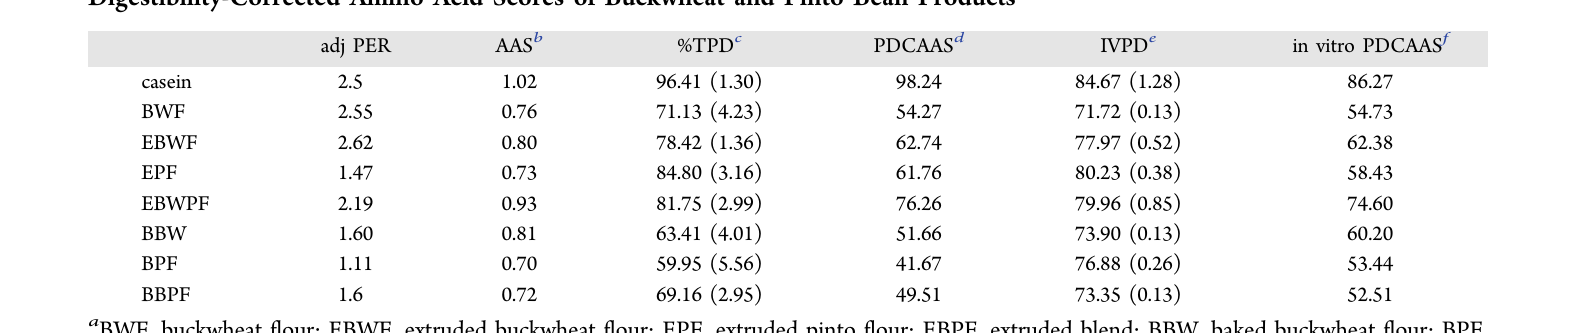 Digestibility-Corrected Amino Acid Scores of Buckwheat and Pinto Bean Products
adj PER AASb %TPDc PDCAASd IVPDe in vitro PDCAASf
casein 2.5 1.02 96.41 (1.30) 98.24 84.67 (1.28) 86.27
BWF 2.55 0.76 71.13 (4.23) 54.27 71.72 (0.13) 54.73
EBWF 2.62 0.80 78.42 (1.36) 62.74 77.97 (0.52) 62.38
EPF 1.47 0.73 84.80 (3.16) 61.76 80.23 (0.38) 58.43
EBWPF 2.19 0.93 81.75 (2.99) 76.26 79.96 (0.85) 74.60
BBW 1.60 0.81 63.41 (4.01) 51.66 73.90 (0.13) 60.20
BPF 1.11 0.70 59.95 (5.56) 41.67 76.88 (0.26) 53.44
BBPF 1.6 0.72 69.16 (2.95) 49.51 73.35 (0.13) 52.51
aBWF, buckwheat flour; EBWF, extruded buckwheat flour; EPF, extruded pinto flour; EBPF, extruded blend; BBW, baked buckwheat flour; BPF,